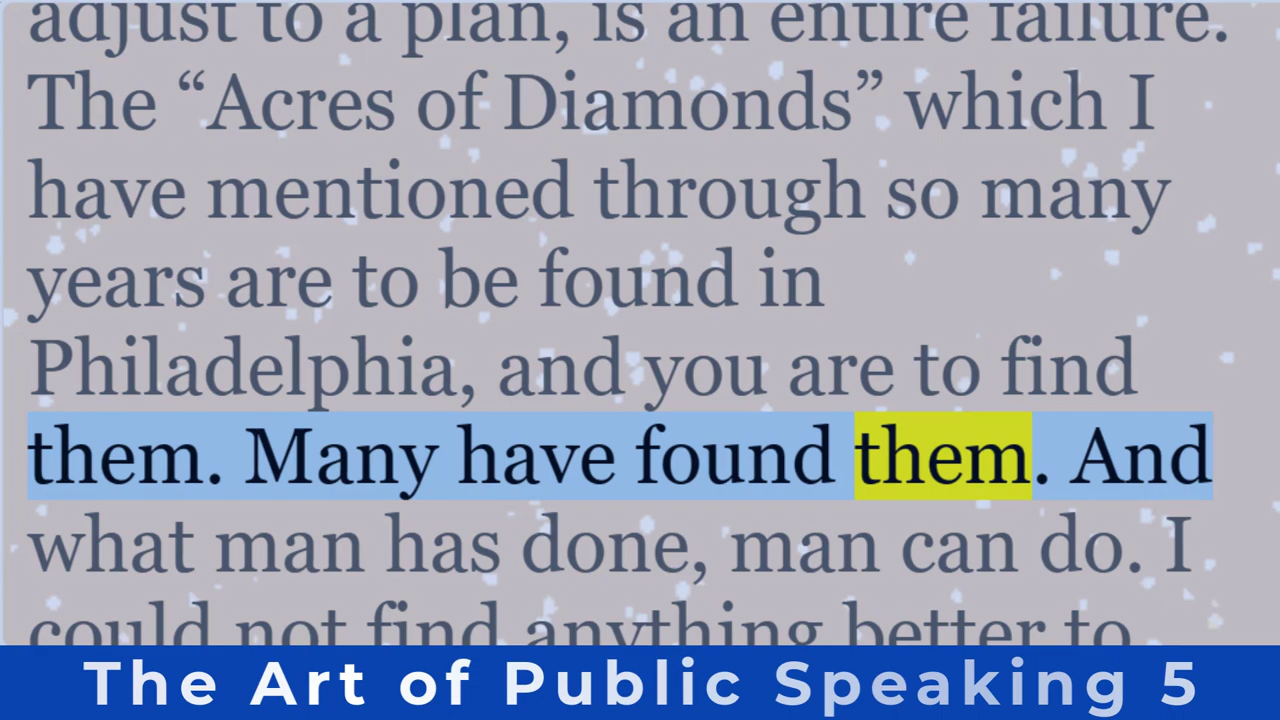 adjust to a plan, is an entire failure.
The “Acres of Diamonds” which I
have mentioned through so many
years are to be found in
Philadelphia, and you are to find
them. Many have found them. And
what man has done, man can do. I
could not find anything better to
The Art of Public Speaking 5